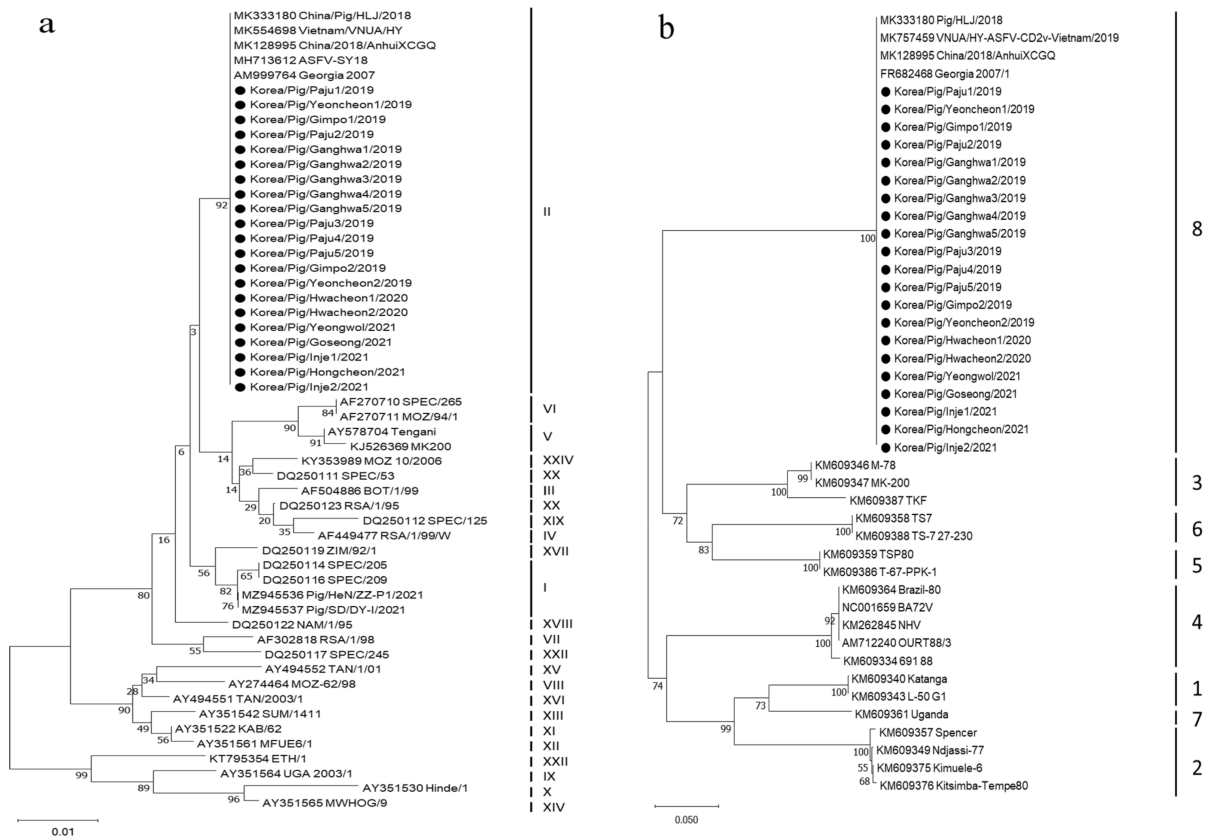 a
MK333180 China/Pig/HLJ/2018
MK554698 Vietnam/VNUA/HY
MK128995 China/2018/AnhuiXCGQ
MH713612 ASFV-SY18
AM999764 Georgia 2007
Korea/Pig/Paju1/2019
Korea/Pig/Yeoncheon1/2019
Korea/Pig/Gimpo1/2019
Korea/Pig/Paju2/2019
Korea/Pig/Ganghwa1/2019
Korea/Pig/Ganghwa2/2019
Korea/Pig/Ganghwa3/2019
Korea/Pig/Ganghwa4/2019
Korea/Pig/Ganghwa5/2019
Korea/Pig/Paju3/2019
Korea/Pig/Paju4/2019
Korea/Pig/Paju5/2019
Korea/Pig/Gimpo2/2019
Korea/Pig/Yeoncheon2/2019
Korea/Pig/Hwacheon1/2020
Korea/Pig/Hwacheon2/2020
Korea/Pig/Yeongwol/2021
Korea/Pig/Goseong/2021
Korea/Pig/Inje1/2021
Korea/Pig/Hongcheon/2021
Korea/Pig/Inje2/2021
AF270710 SPEC/265
AF270711 MOZ/94/1
AY578704 Tengani
KJ526369 MK200
KY353989 MOZ 10/2006
DQ250111 SPEC/53
AF504886 BOT/1/99
DQ250123 RSA/1/95
DQ250112 SPEC/125
AF449477 RSA/1/99/W
DQ250119 ZIM/92/1
DQ250114 SPEC/205
DQ250116 SPEC/209
MZ945536 Pig/HeN/ZZ-P1/2021
MZ945537 Pig/SD/DY-I/2021
DQ250122 NAM/1/95
AF302818 RSA/1/98
DQ250117 SPEC/245
AY494552 TAN/1/01
AY274464 MOZ-62/98
AY494551 TAN/2003/1
AY351542 SUM/1411
AY351522 KAB/62
AY351561 MFUE6/1
KT795354 ETH/1
AY351564 UGA 2003/1
AY351530 Hinde/1
AY351565 MWHOG/9
92
3
84
90
91
14
6
36
14
29
20
35
16
56
65
82
76
80
55
34
28
90
49
56
99
89
96
II
VI
V
XXIV
XX
III
XX
XIX
IV
XVII
I
XVIII
VII
XXII
XV
VIII
XVI
XIII
XI
XII
XXII
IX
X
XIV
0.01
b
MK333180 Pig/HLJ/2018
MK757459 VNUA/HY-ASFV-CD2v-Vietnam/2019
MK128995 China/2018/AnhuiXCGQ
FR682468 Georgia 2007/1
Korea/Pig/Paju1/2019
Korea/Pig/Yeoncheon1/2019
Korea/Pig/Gimpo1/2019
Korea/Pig/Paju2/2019
Korea/Pig/Ganghwa1/2019
Korea/Pig/Ganghwa2/2019
Korea/Pig/Ganghwa3/2019
Korea/Pig/Ganghwa4/2019
Korea/Pig/Ganghwa5/2019
Korea/Pig/Paju3/2019
Korea/Pig/Paju4/2019
Korea/Pig/Paju5/2019
Korea/Pig/Gimpo2/2019
Korea/Pig/Yeoncheon2/2019
Korea/Pig/Hwacheon1/2020
Korea/Pig/Hwacheon2/2020
Korea/Pig/Yeongwol/2021
Korea/Pig/Goseong/2021
Korea/Pig/Inje1/2021
Korea/Pig/Hongcheon/2021
Korea/Pig/Inje2/2021
KM609346 M-78
KM609347 MK-200
KM609387 TKF
KM609358 TS7
KM609388 TS-7 27-230
KM609359 TSP80
KM609386 T-67-PPK-1
KM609364 Brazil-80
NC001659 BA72V
KM262845 NHV
AM712240 OURT88/3
KM609334 691 88
KM609340 Katanga
KM609343 L-50 G1
KM609361 Uganda
KM609357 Spencer
KM609349 Ndjassi-77
KM609375 Kimuele-6
KM609376 Kitsimba-Tempe80
100
99
100
72
100
83
100
92
100
74
100
73
99
100
55
68
8
3
6
5
4
1
7
2
0.050